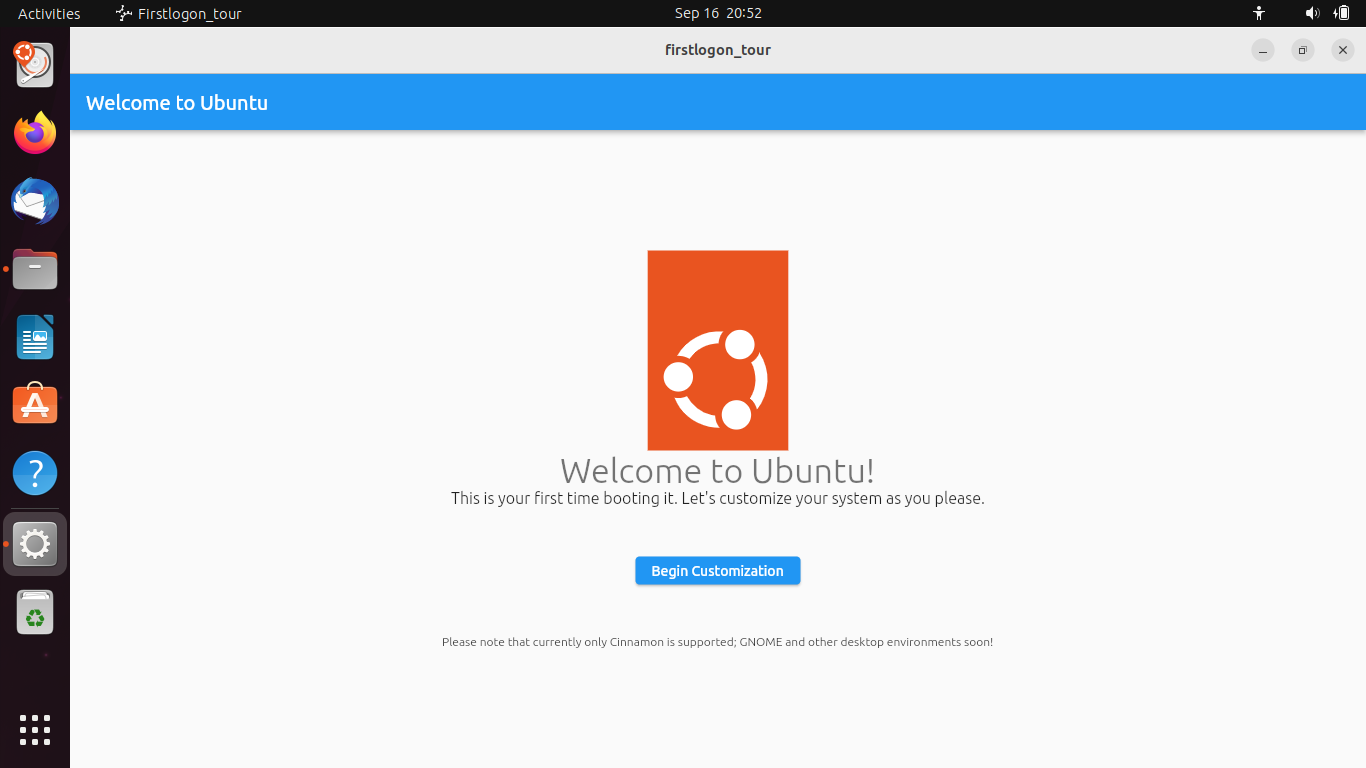 Activities
Firstlogon_tour
Sep 16 20:52
firstlogon_tour
Welcome to Ubuntu
Welcome to Ubuntu!
This is your first time booting it. Let's customize your system as you please.
Begin Customization
Please note that currently only Cinnamon is supported; GNOME and other desktop environments soon!